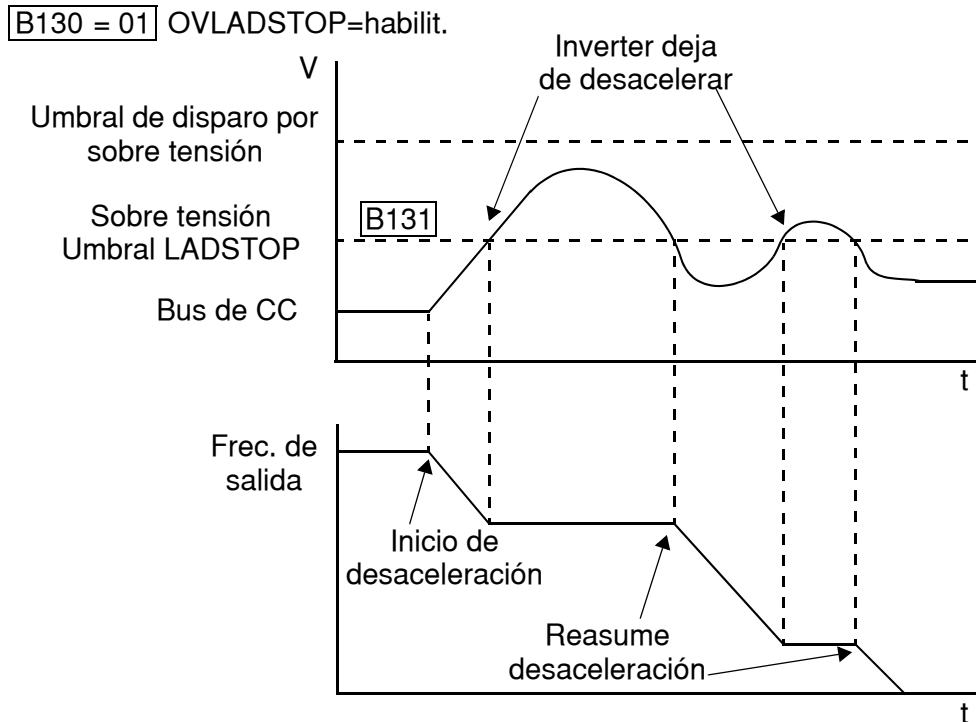 B130 = 01 OVLADSTOP=habilit.
Inverter deja
de desacelerar
V
Umbral de disparo por
sobre tensión
Sobre tensión
Umbral LADSTOP
B131
Bus de CC
t
Frec. de
salida
Inicio de
desaceleración
Reasume
desaceleración
t